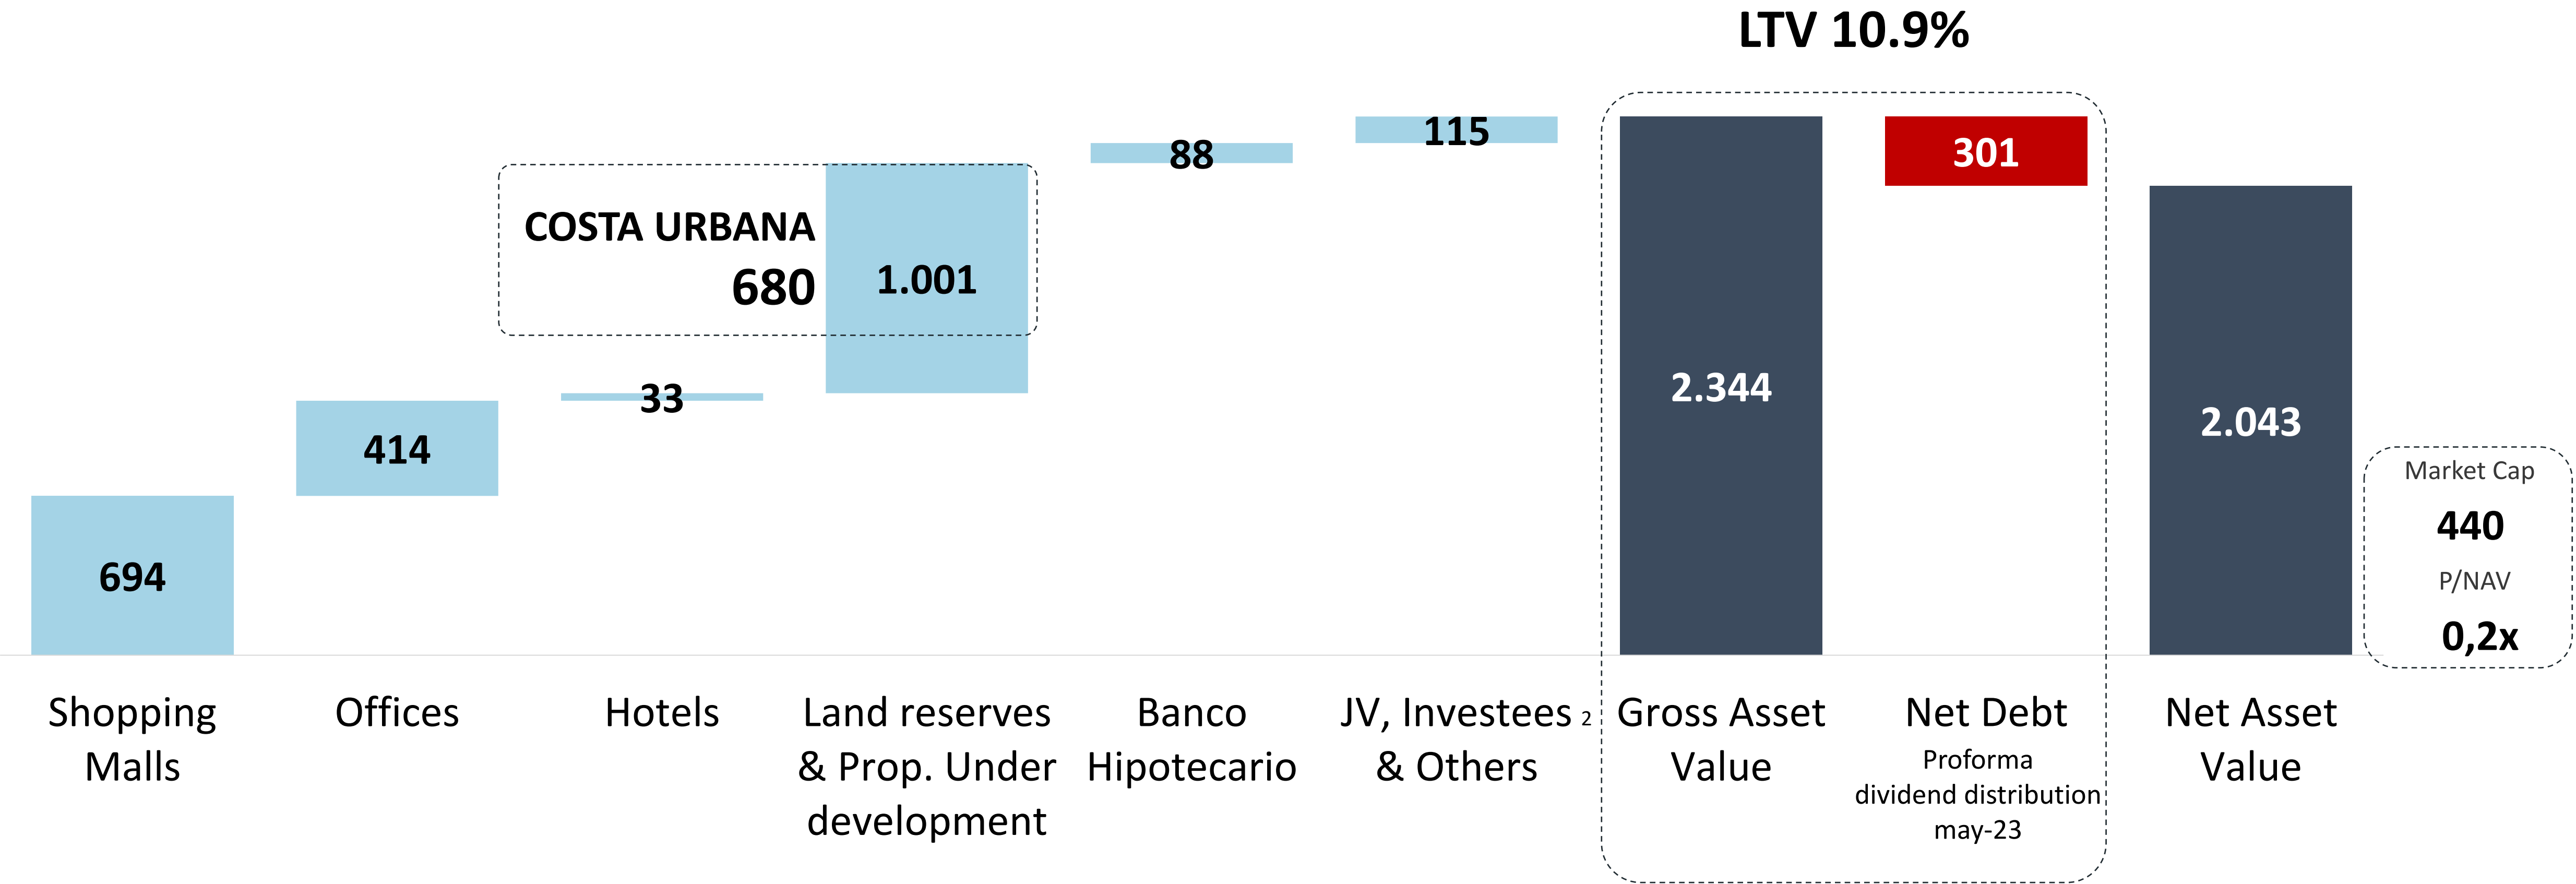 LTV 10.9%
115
88
301
COSTA URBANA
680
1.001
33
2.344
414
2.043
694
Market Cap
440
P/NAV
0,2x
Shopping
Malls
Offices
Hotels
Land reserves
& Prop. Under
development
Banco
Hipotecario
JV, Investees 2
& Others
Gross Asset
Value
Net Debt
Proforma
dividend distribution
may-23
Net Asset
Value